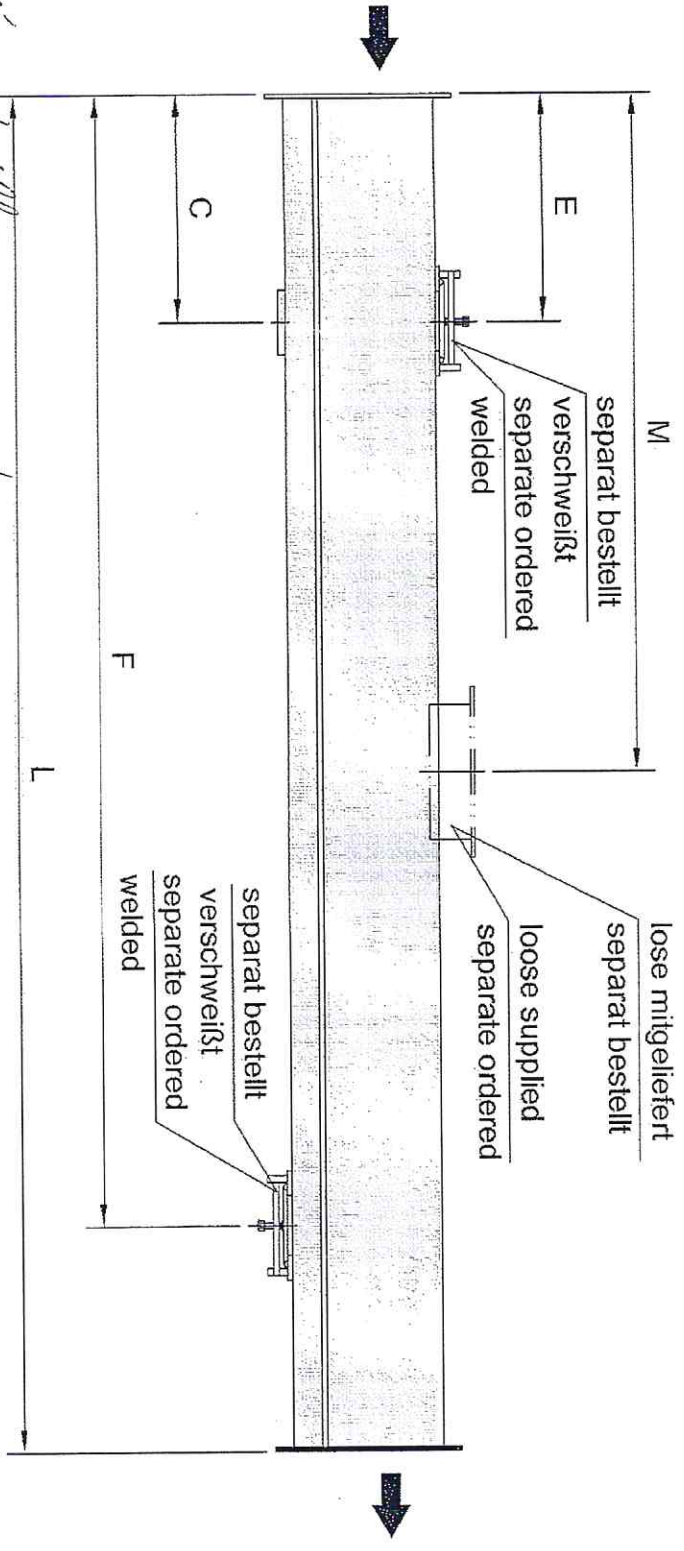 M
lose mitgeliefert
separat bestellt
E
separat bestellt
verschweißt
separate ordered
welded
loose supplied
separate ordered
C
separat bestellt
verschweißt
separate ordered
welded
F
L